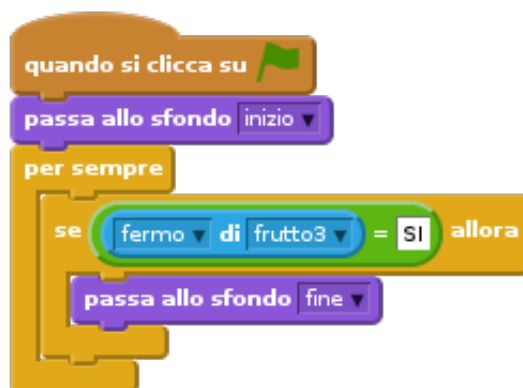 quando si clicca su
passa allo sfondo inizio
per sempre
se fermo di frutto3 = SI allora
passa allo sfondo fine